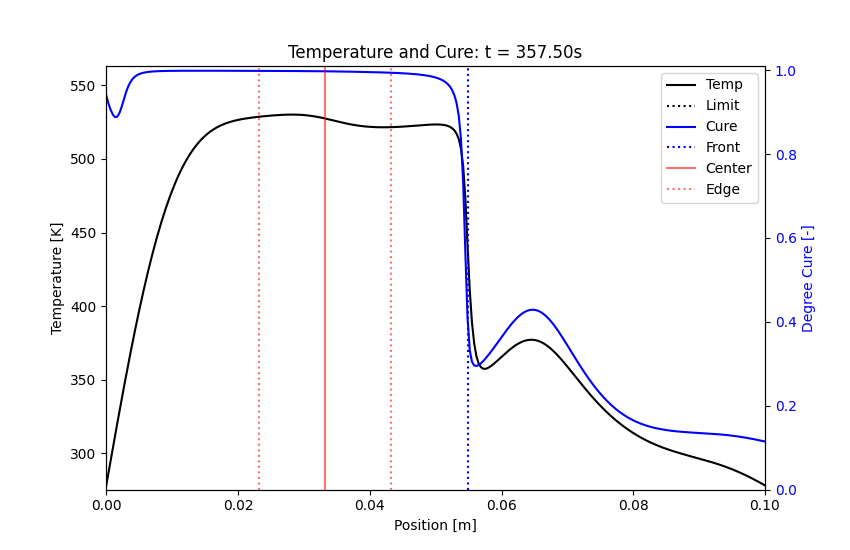 Temperature and Cure: t = 357.50s
Temperature [K]
550
500
450
400
350
300
Temp
Limit
Cure
Front
Center
Edge
1.0
0.8
0.6
0.4
0.2
0.0
Degree Cure [-]
0.00
0.02
0.04
0.06
0.08
0.10
Position [m]